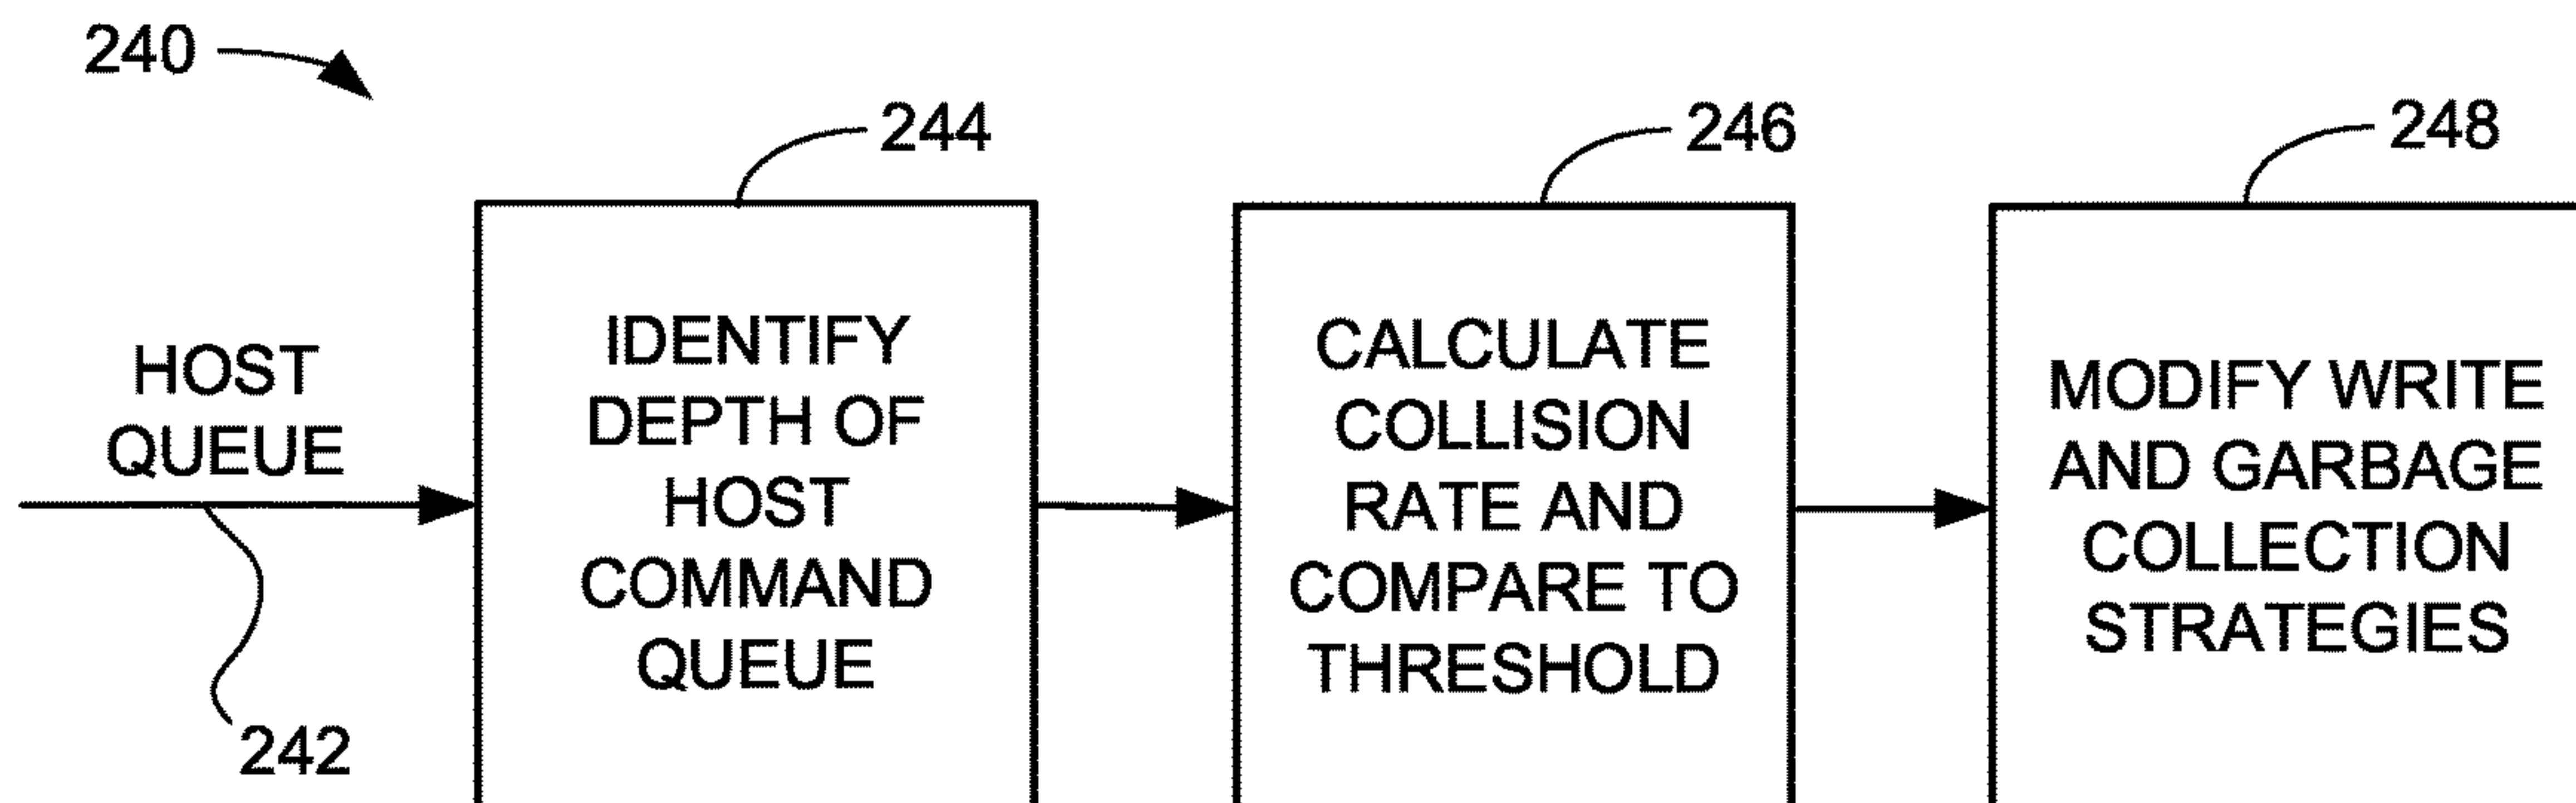 240
244
246
248
HOST
QUEUE
242
IDENTIFY
DEPTH OF
HOST
COMMAND
QUEUE
CALCULATE
COLLISION
RATE AND
COMPARE TO
THRESHOLD
MODIFY WRITE
AND GARBAGE
COLLECTION
STRATEGIES